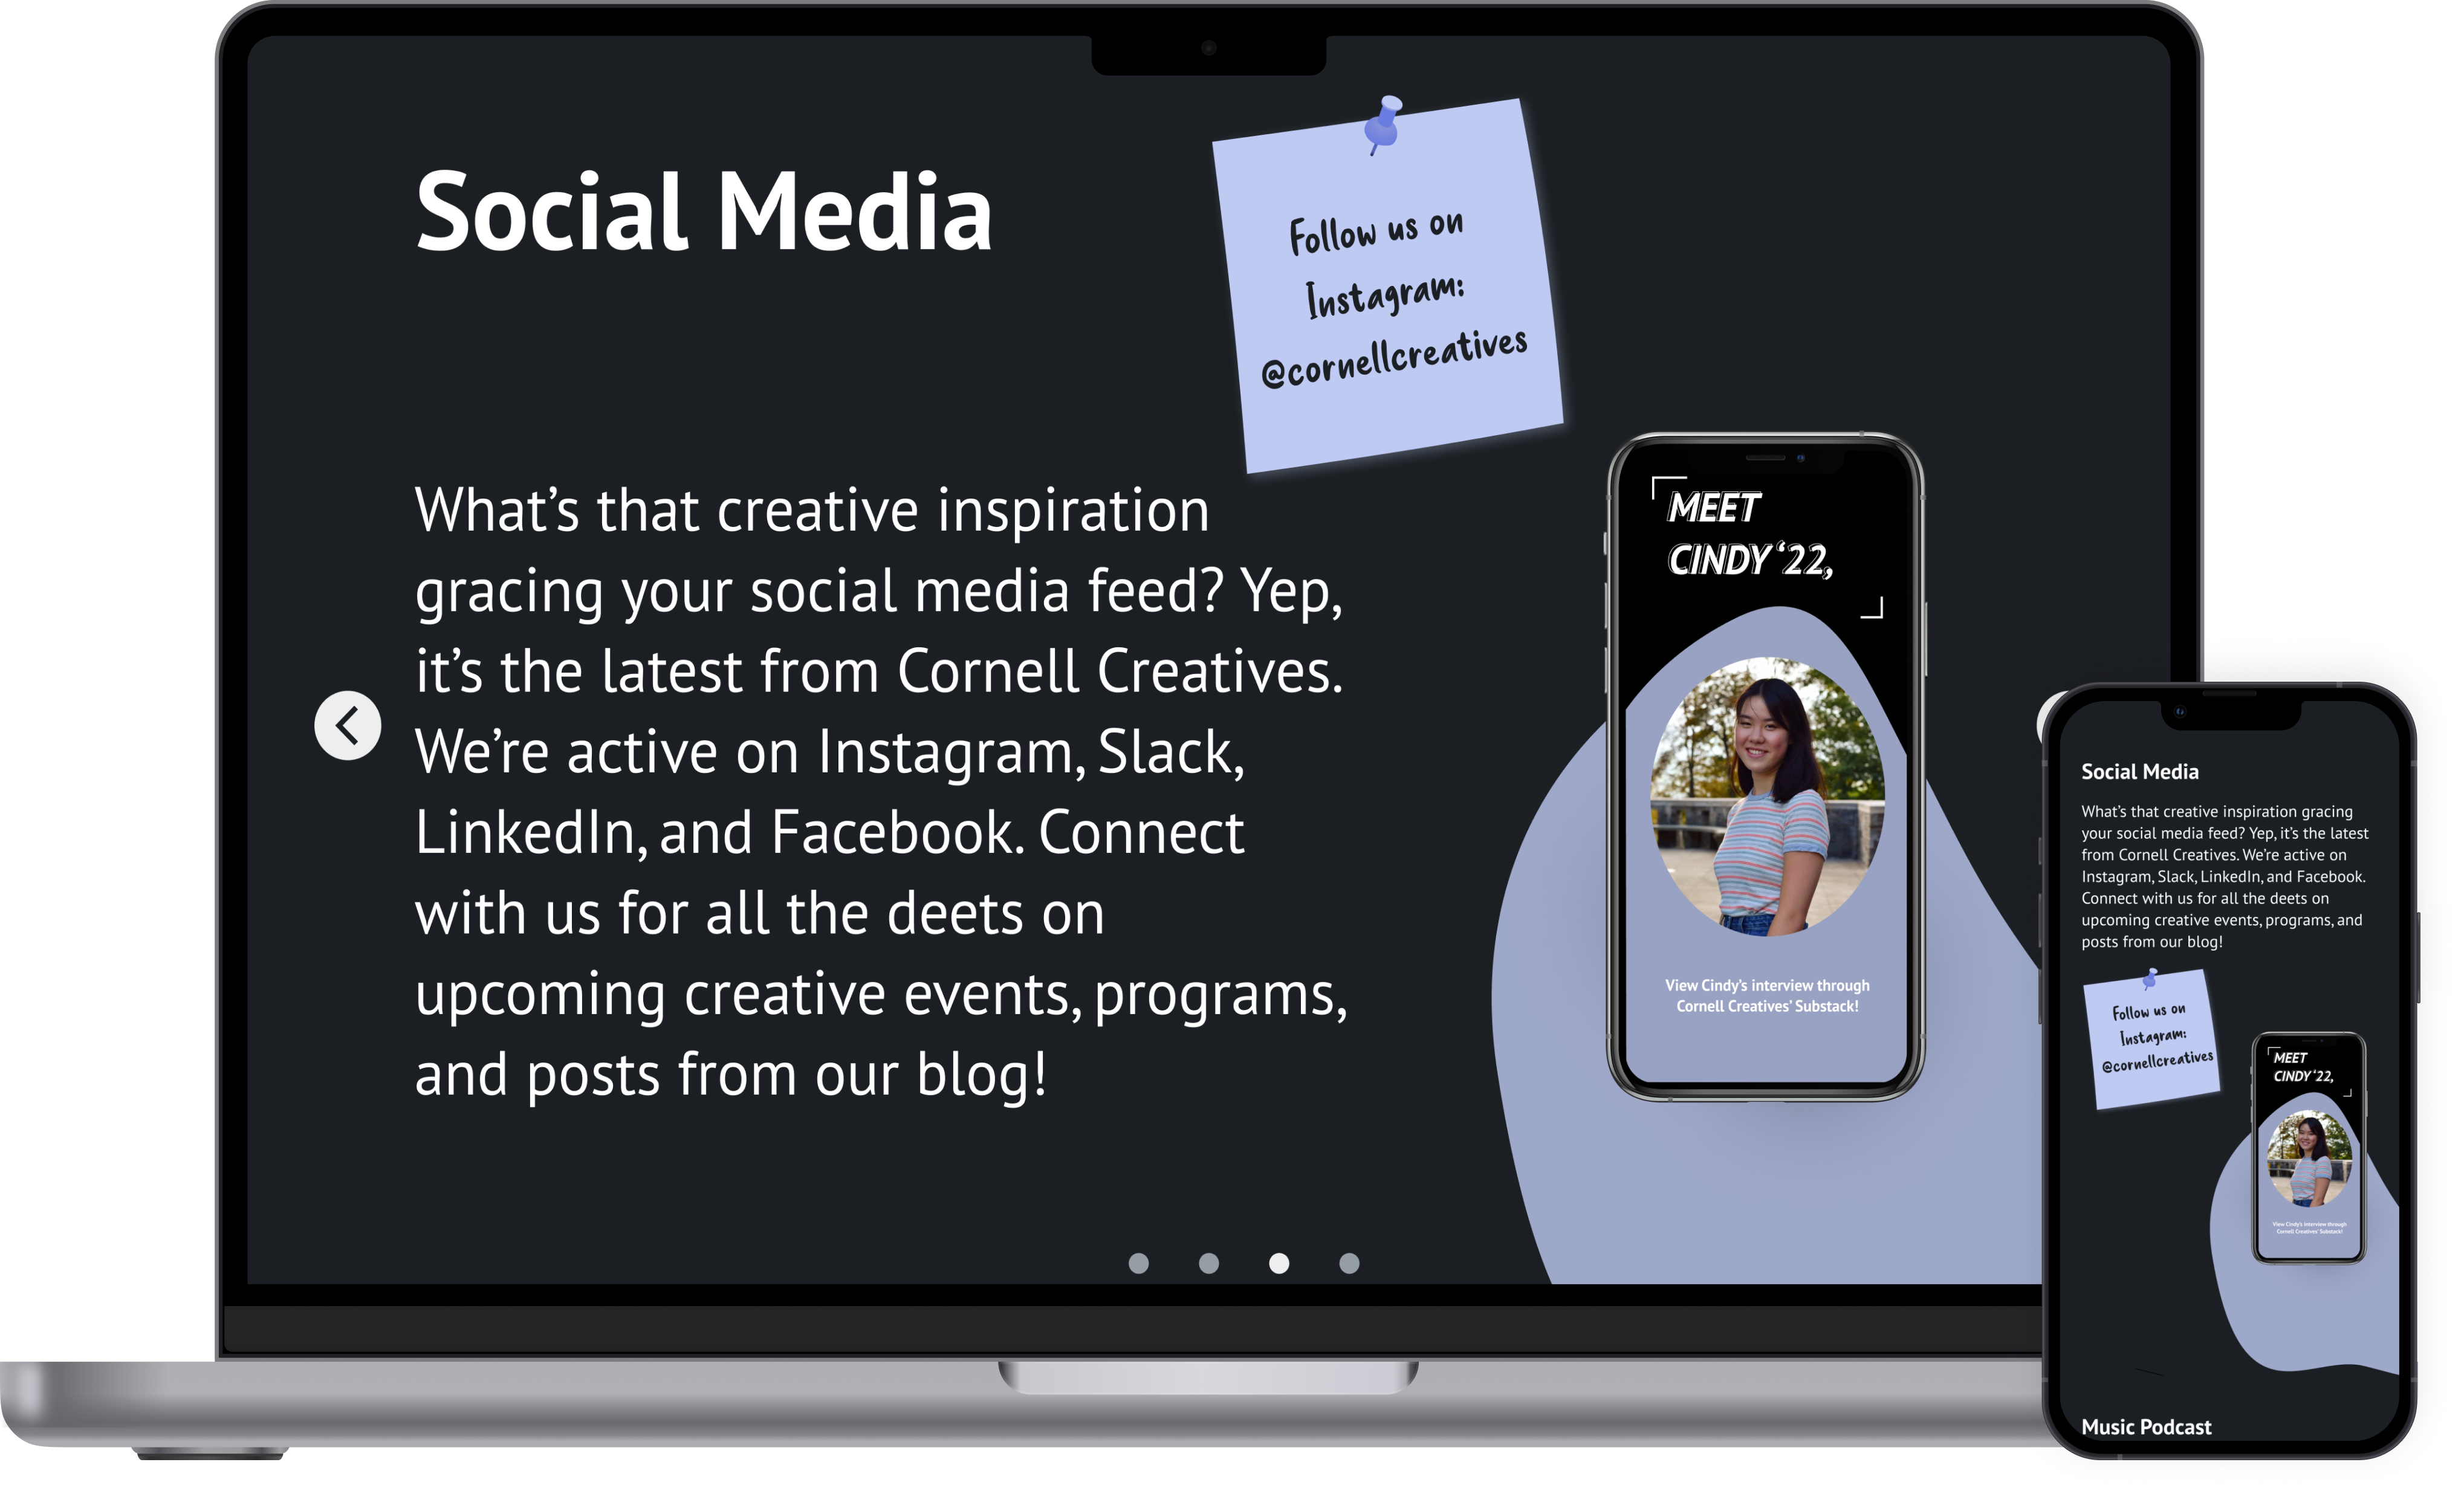 Social Media
Follow us on
Instagram:
@cornellcreatives
What’s that creative inspiration
gracing your social media feed? Yep,
it’s the latest from Cornell Creatives.
We’re active on Instagram, Slack,
LinkedIn, and Facebook. Connect
with us for all the deets on
upcoming creative events, programs,
and posts from our blog!
MEET
CINDY ‘22,
View Cindy’s interview through
Cornell Creatives’ Substack!
Social Media
What’s that creative inspiration gracing
your social media feed? Yep, it’s the latest
from Cornell Creatives. We’re active on
Instagram, Slack, LinkedIn, and Facebook.
Connect with us for all the deets on
upcoming creative events, programs, and
posts from our blog!
Follow us on
Instagram:
@cornellcreatives
MEET
CINDY ‘22,
View Cindy’s interview through
Cornell Creatives’ Substack!
Music Podcast